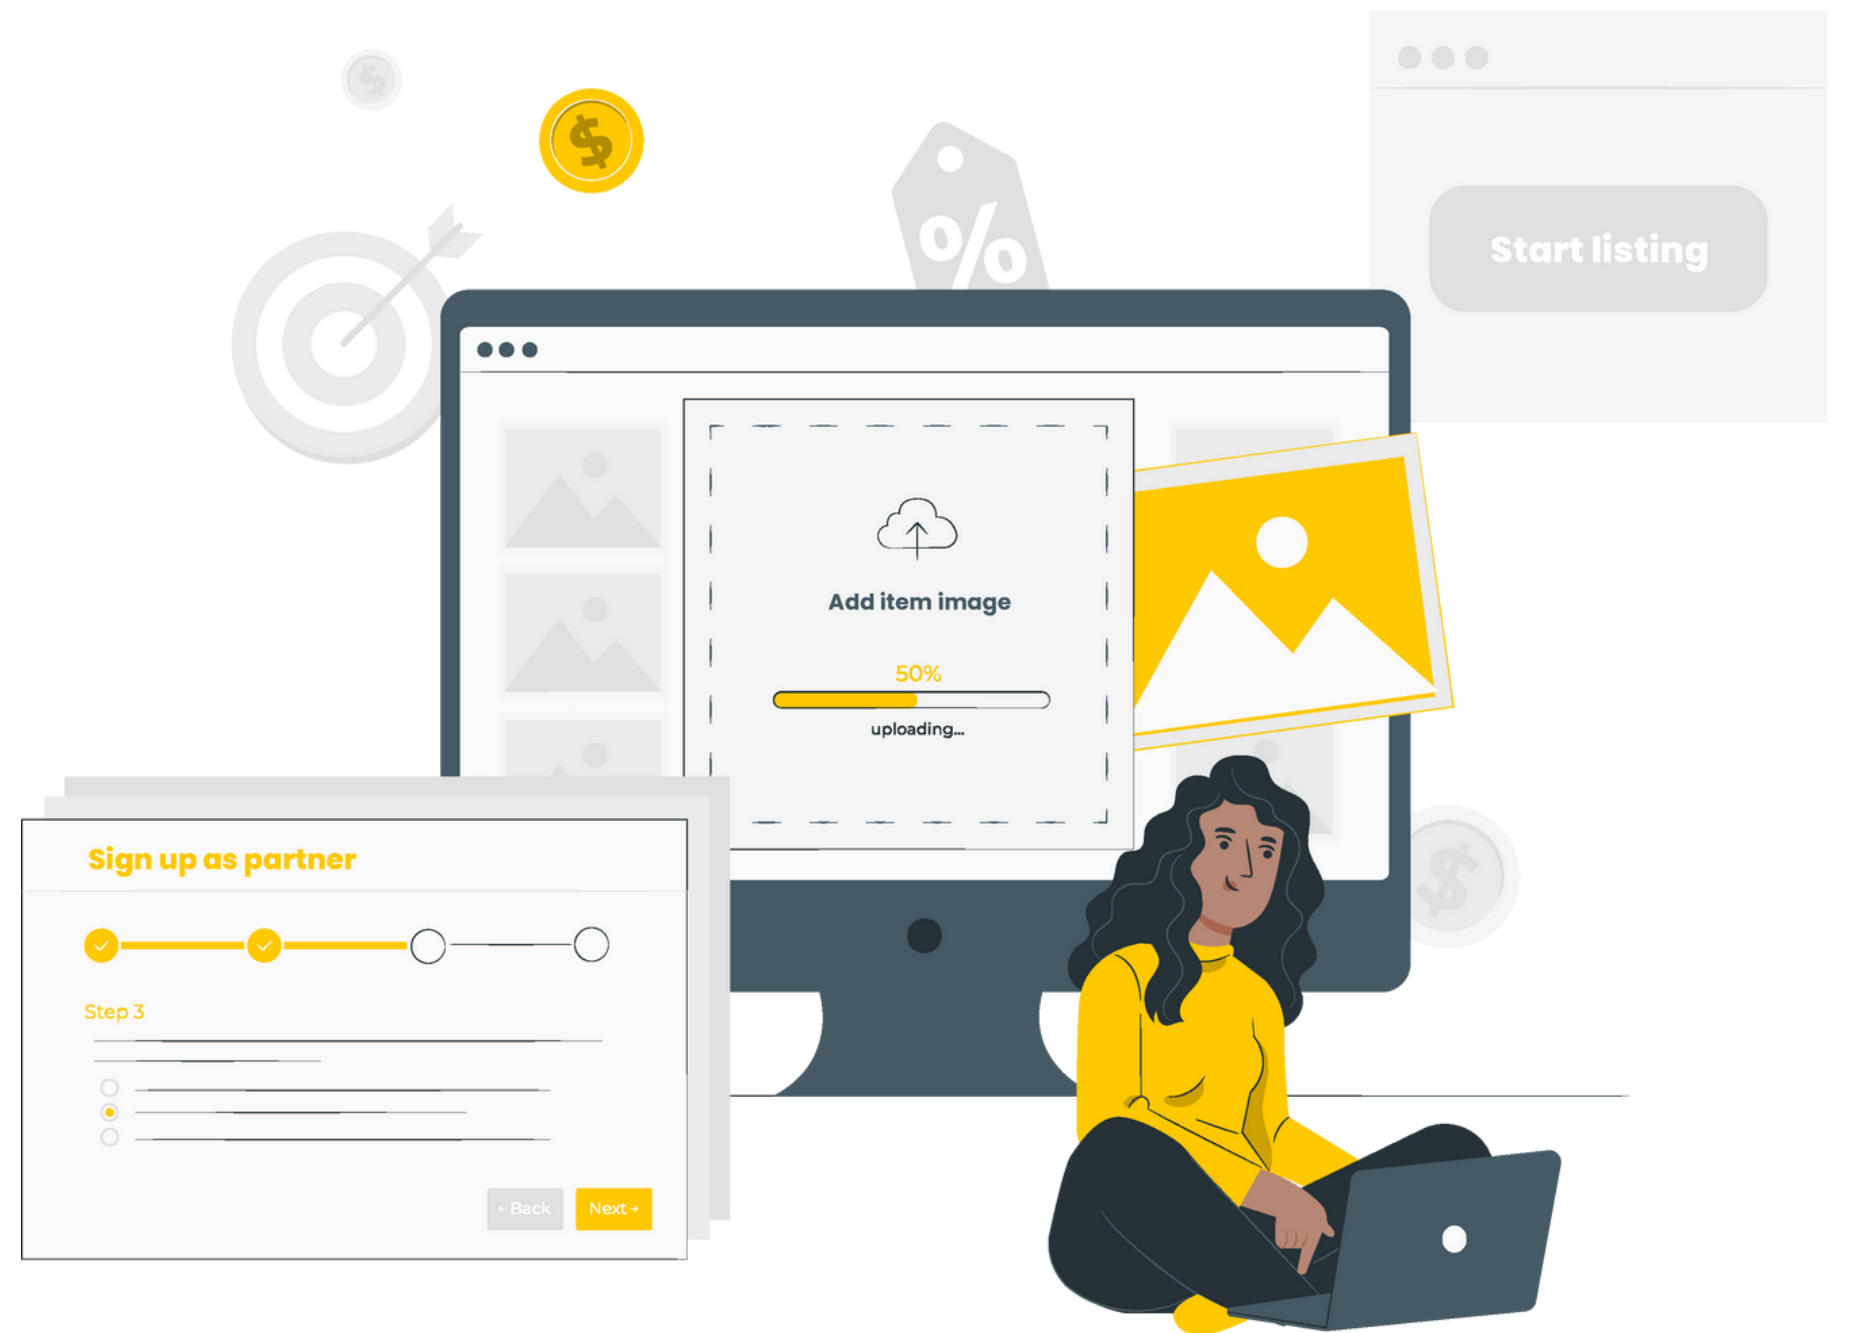 $
$
%
Start listing
Add item image
50%
uploading...
$
Sign up as partner
Step 3
←Back
Next→